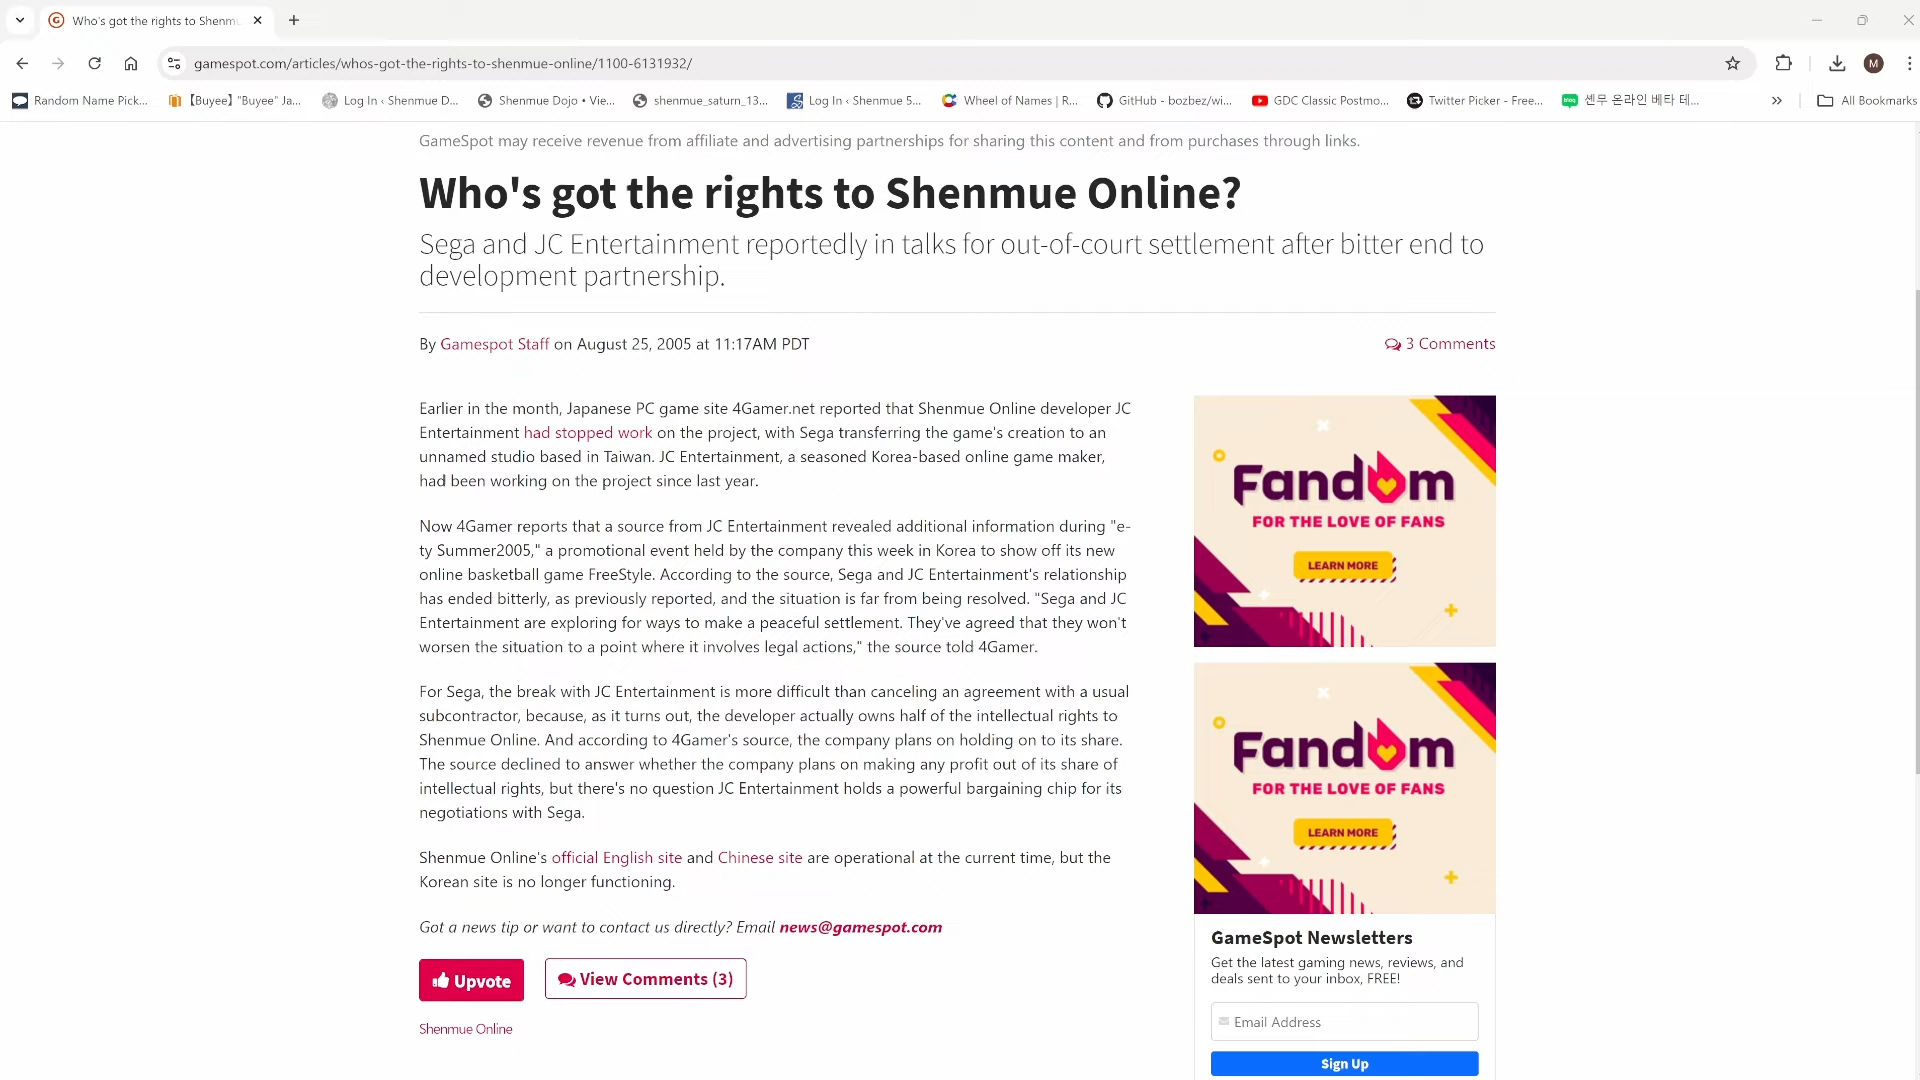 Who's got the rights to Shenmu
gamespot.com/articles/whos-got-the-rights-to-shenmue-online/1100-6131932/
M
Random Name Pick...
【Buyee】"Buyee" Ja...
Log In ‹ Shenmue D...
Shenmue Dojo • Vie...
shenmue_saturn_13...
Log In ‹ Shenmue 5...
Wheel of Names | R...
GitHub - bozbez/wi...
GDC Classic Postmo...
Twitter Picker - Free...
센무 온라인 베타 테...
»
All Bookmarks
GameSpot may receive revenue from affiliate and advertising partnerships for sharing this content and from purchases through links.
Who's got the rights to Shenmue Online?
Sega and JC Entertainment reportedly in talks for out-of-court settlement after bitter end to
development partnership.
By Gamespot Staff on August 25, 2005 at 11:17AM PDT
3 Comments
Earlier in the month, Japanese PC game site 4Gamer.net reported that Shenmue Online developer JC
Entertainment had stopped work on the project, with Sega transferring the game's creation to an
unnamed studio based in Taiwan. JC Entertainment, a seasoned Korea-based online game maker,
had been working on the project since last year.
Now 4Gamer reports that a source from JC Entertainment revealed additional information during "e-
ty Summer2005," a promotional event held by the company this week in Korea to show off its new
online basketball game FreeStyle. According to the source, Sega and JC Entertainment's relationship
has ended bitterly, as previously reported, and the situation is far from being resolved. "Sega and JC
Entertainment are exploring for ways to make a peaceful settlement. They've agreed that they won't
worsen the situation to a point where it involves legal actions," the source told 4Gamer.
For Sega, the break with JC Entertainment is more difficult than canceling an agreement with a usual
subcontractor, because, as it turns out, the developer actually owns half of the intellectual rights to
Shenmue Online. And according to 4Gamer's source, the company plans on holding on to its share.
The source declined to answer whether the company plans on making any profit out of its share of
intellectual rights, but there's no question JC Entertainment holds a powerful bargaining chip for its
negotiations with Sega.
Shenmue Online's official English site and Chinese site are operational at the current time, but the
Korean site is no longer functioning.
Got a news tip or want to contact us directly? Email news@gamespot.com
Upvote
View Comments (3)
Shenmue Online
Fandom
FOR THE LOVE OF FANS
LEARN MORE
Fandom
FOR THE LOVE OF FANS
LEARN MORE
GameSpot Newsletters
Get the latest gaming news, reviews, and
deals sent to your inbox, FREE!
Email Address
Sign Up